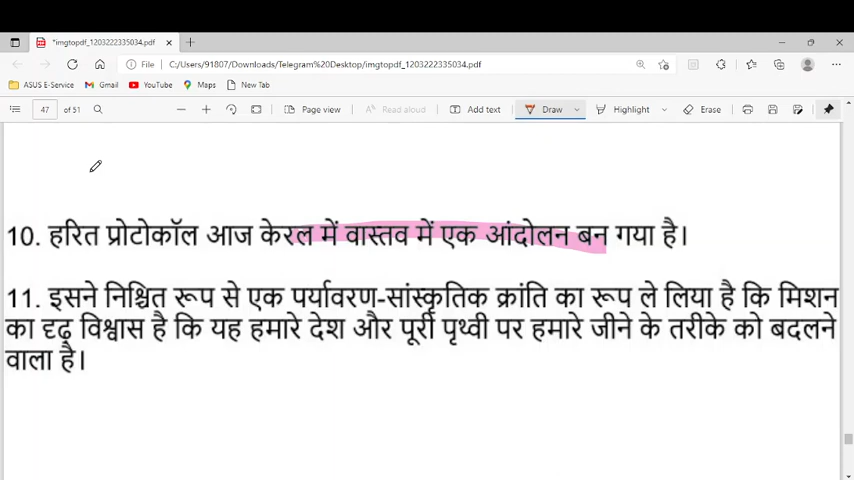 *imgtopdf_1203222335034.pdf
File C:/Users/91807/Downloads/Telegram%20Desktop/imgtopdf_1203222335034.pdf
ASUS E-Service Gmail YouTube Maps New Tab
47 of 51 Page view Read aloud Add text Draw Highlight Erase
10. हरित प्रोटोकॉल आज केरल में वास्तव में एक आंदोलन बन गया है।
11. इसने निश्चित रूप से एक पर्यावरण-सांस्कृतिक क्रांति का रूप ले लिया है कि मिशन
का दृढ़ विश्वास है कि यह हमारे देश और पूरी पृथ्वी पर हमारे जीने के तरीके को बदलने
वाला है।